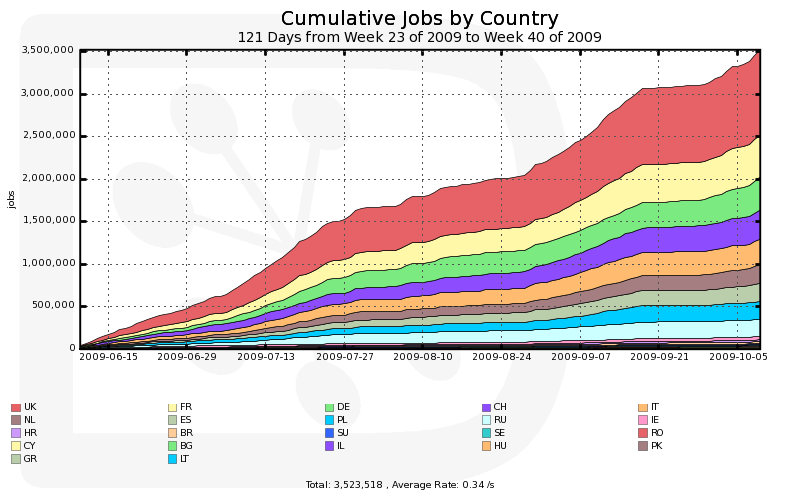 Cumulative Jobs by Country
121 Days from Week 23 of 2009 to Week 40 of 2009
jobs
3,500,000
3,000,000
2,500,000
2,000,000
1,500,000
1,000,000
500,000
0
2009-06-15 2009-06-29 2009-07-13 2009-07-27 2009-08-10 2009-08-24 2009-09-07 2009-09-21 2009-10-05
UK FR DE CH IT
NL ES PL RU IE
HR BR SU SE RO
CY BG IL HU PK
GR LT
Total: 3,523,518 , Average Rate: 0.34 /s